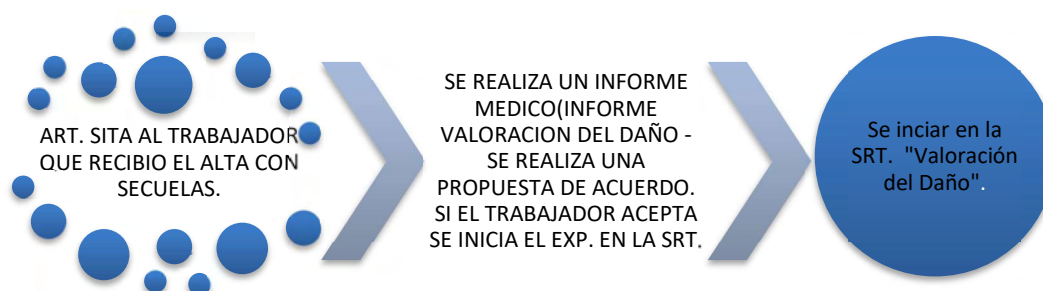 ART. SITA AL TRABAJADOR
QUE RECIBIO EL ALTA CON
SECUELAS.
SE REALIZA UN INFORME
MEDICO(INFORME
VALORACION DEL DAÑO -
SE REALIZA UNA
PROPUESTA DE ACUERDO.
SI EL TRABAJADOR ACEPTA
SE INICIA EL EXP. EN LA SRT.
Se inciar en la
SRT. "Valoración
del Daño".